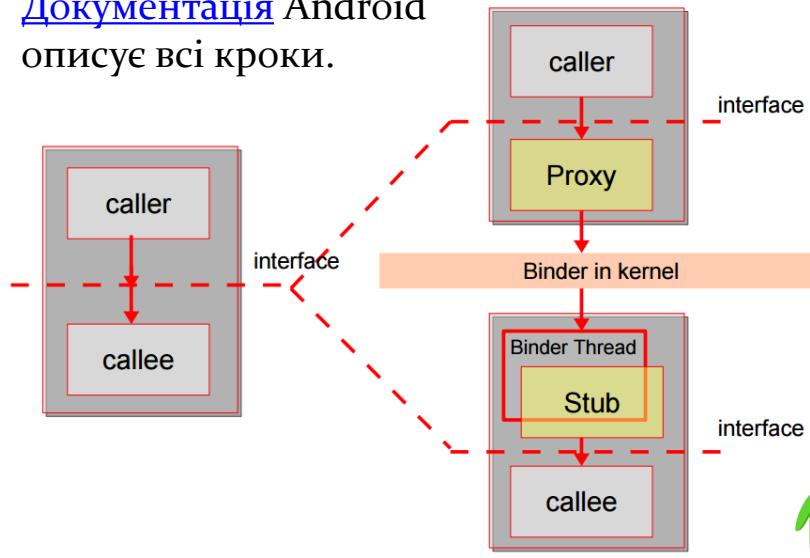 Документація Android
описує всі кроки.
caller
callee
interface
caller
interface
Proxy
Binder in kernel
Binder Thread
Stub
interface
callee